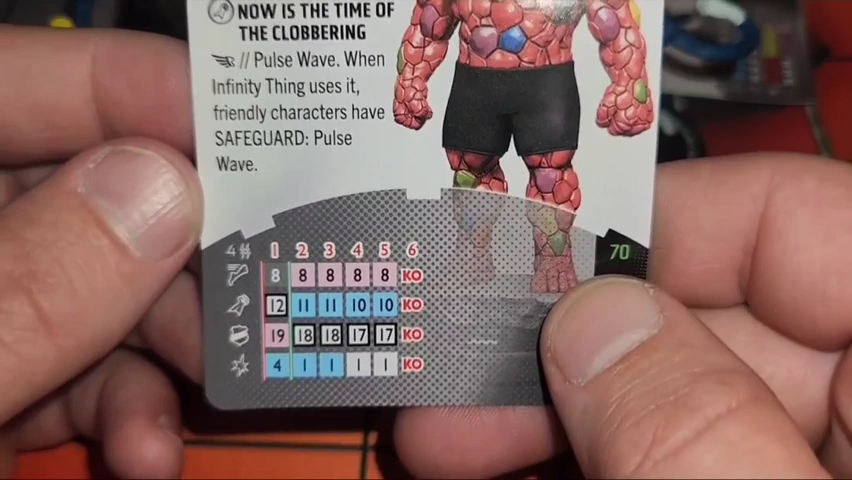 NOW IS THE TIME OF
THE CLOBBERING
// Pulse Wave. When
Infinity Thing uses it,
friendly characters have
SAFEGUARD: Pulse
Wave.
70
4 1 2 3 4 5 6
8 8 8 8 8 KO
12 11 11 10 10 KO
19 18 18 17 17 KO
4 1 1 1 1 KO